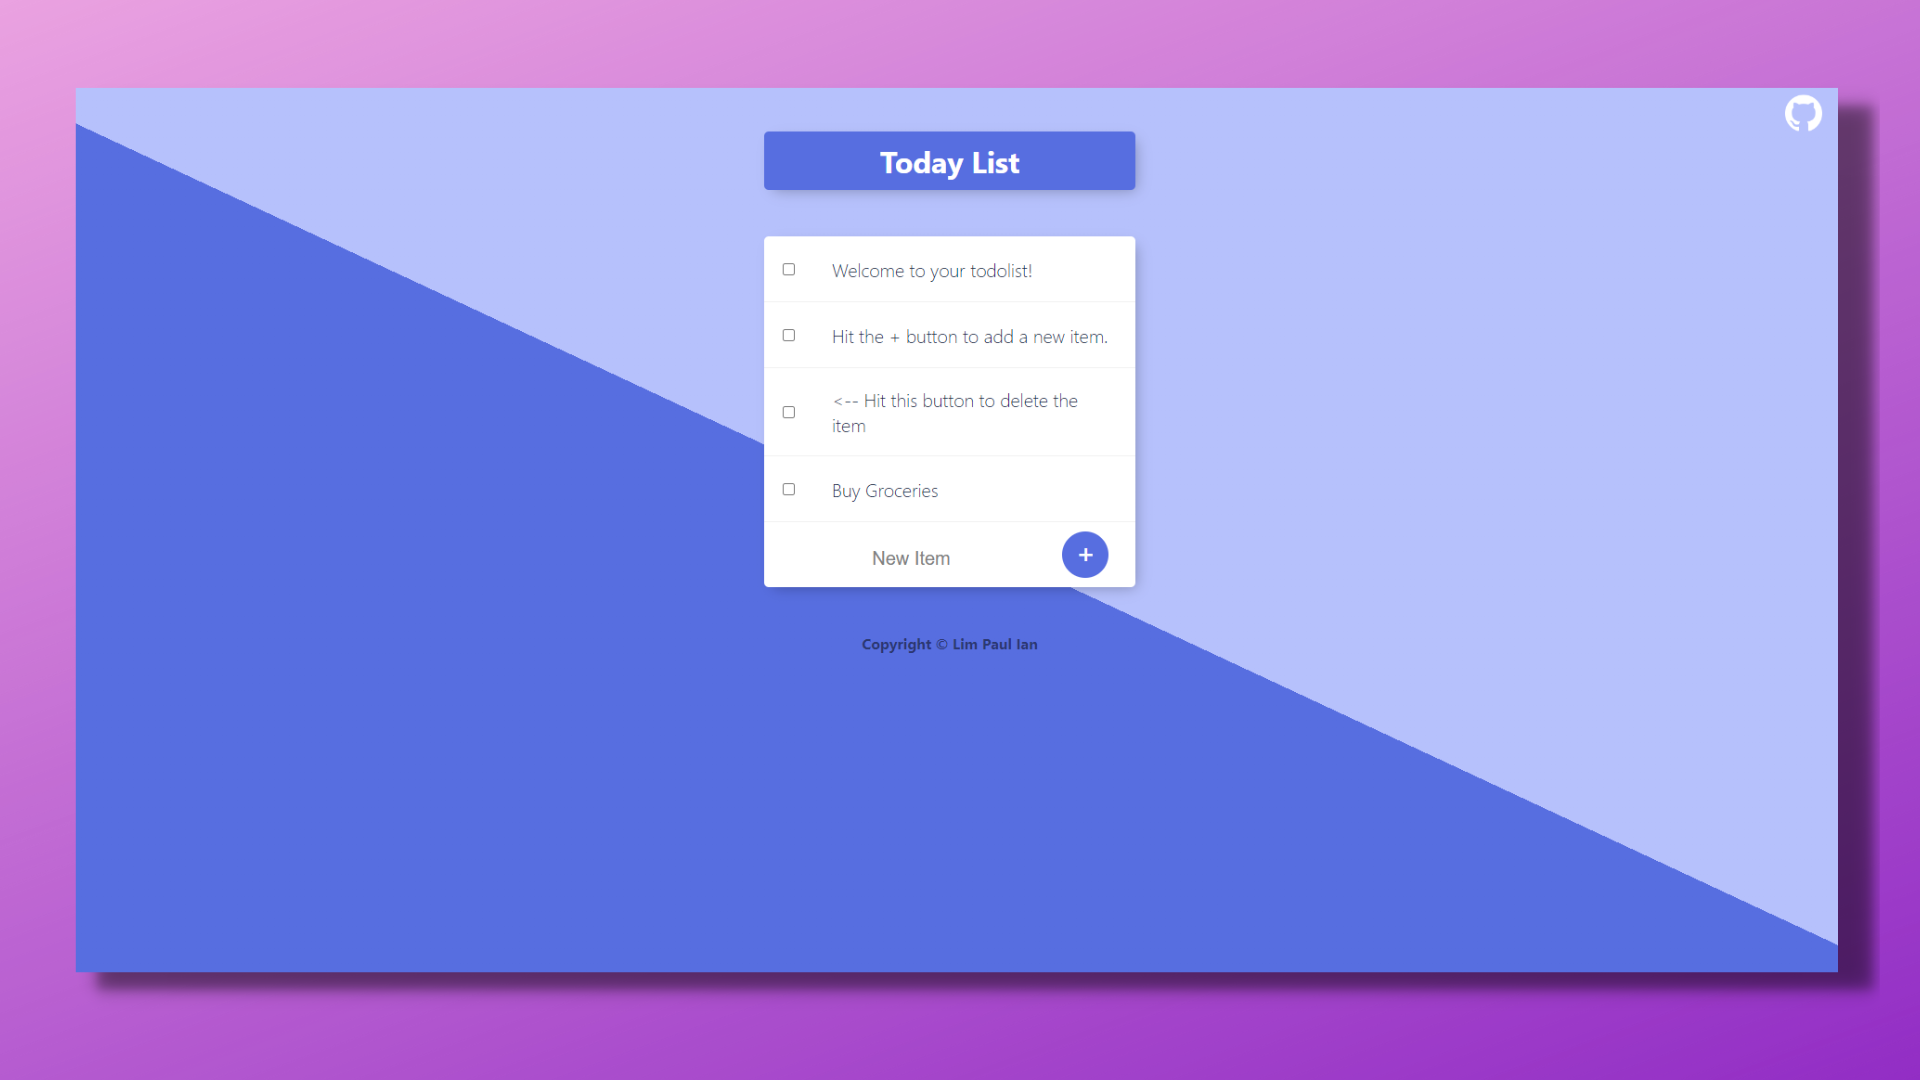 Today List
Welcome to your todolist!
Hit the + button to add a new item.
<-- Hit this button to delete the
item
Buy Groceries
New Item
+
Copyright © Lim Paul Ian